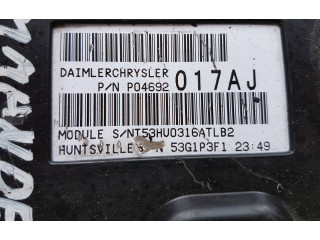 DAIMLERCHRYSLER
P/N P04692 017AJ
MODULE S/NT53HU0316ATLB2
HUNTSVILLE N 53G1P3F1 23:49